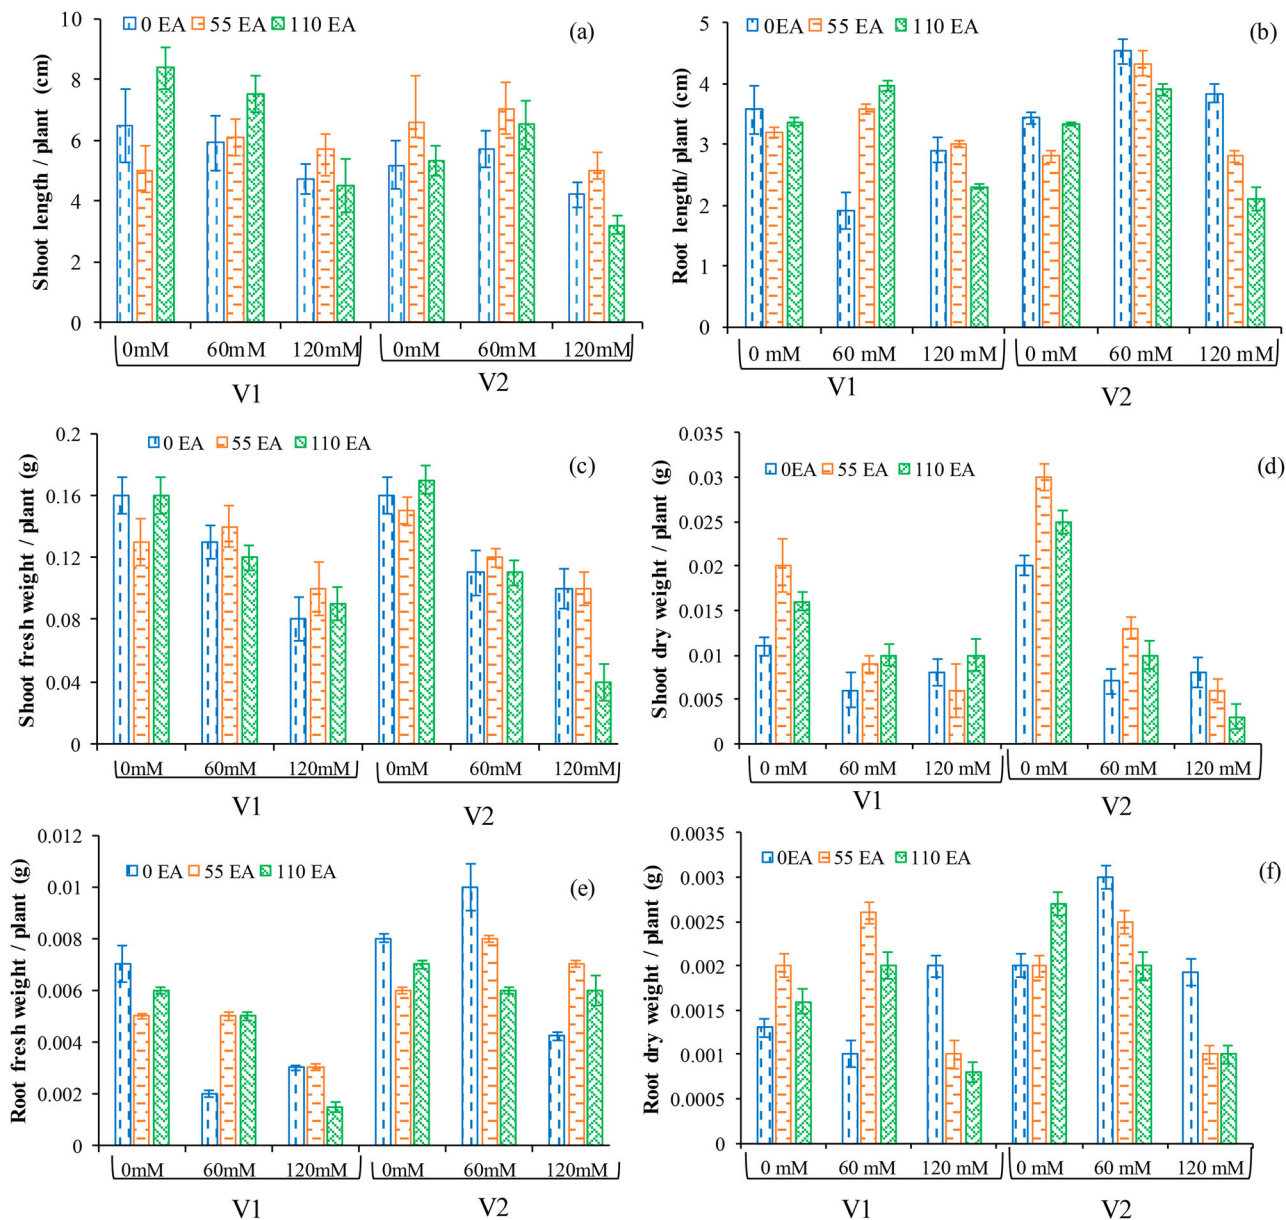 0 EA 55 EA 110 EA
(a)
Shoot length / plant (cm)
10
8
6
4
2
0
0mM 60mM 120mM 0mM 60mM 120mM
V1 V2
0EA 55 EA 110 EA
(b)
Root length/ plant (cm)
5
4
3
2
1
0
0 mM 60 mM 120 mM 0 mM 60 mM 120 mM
V1 V2
0 EA 55 EA 110 EA
(c)
Shoot fresh weight / plant (g)
0.2
0.16
0.12
0.08
0.04
0
0mM 60mM 120mM 0mM 60mM 120mM
V1 V2
0EA 55 EA 110 EA
(d)
Shoot dry weight / plant (g)
0.035
0.03
0.025
0.02
0.015
0.01
0.005
0
0 mM 60 mM 120 mM 0 mM 60 mM 120 mM
V1 V2
0 EA 55 EA 110 EA
(e)
Root fresh weight / plant (g)
0.012
0.01
0.008
0.006
0.004
0.002
0
0mM 60mM 120mM 0mM 60mM 120mM
V1 V2
0EA 55 EA 110 EA
(f)
Root dry weight / plant (g)
0.0035
0.003
0.0025
0.002
0.0015
0.001
0.0005
0
0 mM 60 mM 120 mM 0 mM 60 mM 120 mM
V1 V2